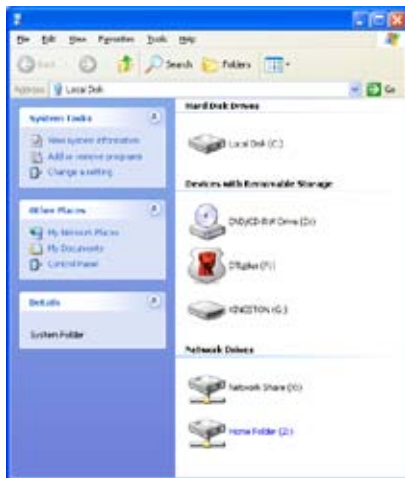 File Edit View Favorites Tools Help
Back Search Folders
Address Local Disk Go
System Tasks
View system information
Add or remove programs
Change a setting
Other Places
My Network Places
My Documents
Control Panel
Details
System Folder
Hard Disk Drives
Local Disk (C:)
Devices with Removable Storage
DVD/CD-RW Drive (D:)
(F:)
KINGSTON (G:)
Network Drives
Network Share (X:)
Home Folder (Z:)